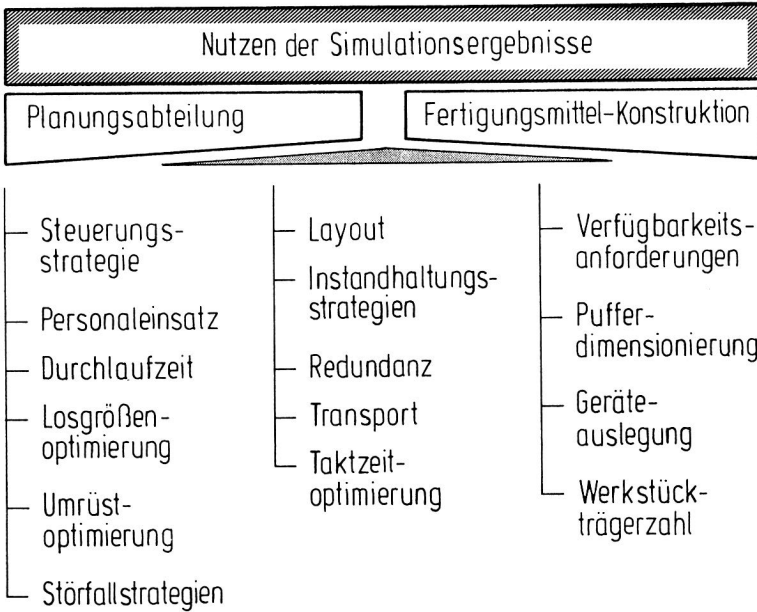 Nutzen der Simulationsergebnisse
Planungsabteilung
Fertigungsmittel-Konstruktion
Steuerungs-
strategie
Personaleinsatz
Durchlaufzeit
Losgrößen-
optimierung
Umrüst-
optimierung
Störfallstrategien
Layout
Instandhaltungs-
strategien
Redundanz
Transport
Taktzeit-
optimierung
Verfügbarkeits-
anforderungen
Puffer-
dimensionierung
Geräte-
auslegung
Werkstück-
trägerzahl